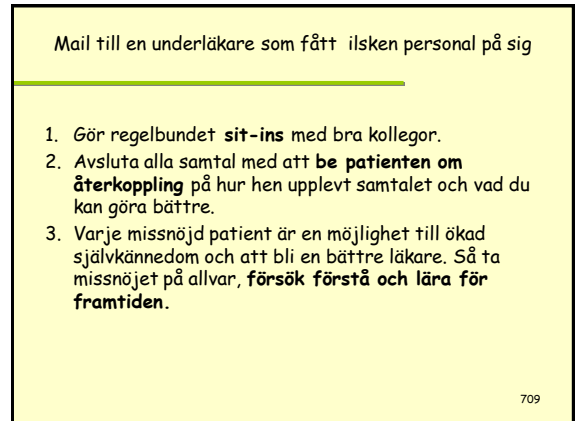 Mail till en underläkare som fått ilsken personal på sig
1. Gör regelbundet sit-ins med bra kollegor.
2. Avsluta alla samtal med att be patienten om
återkoppling på hur hen upplevt samtalet och vad du
kan göra bättre.
3. Varje missnöjd patient är en möjlighet till ökad
självkännedom och att bli en bättre läkare. Så ta
missnöjet på allvar, försök förstå och lära för
framtiden.
709